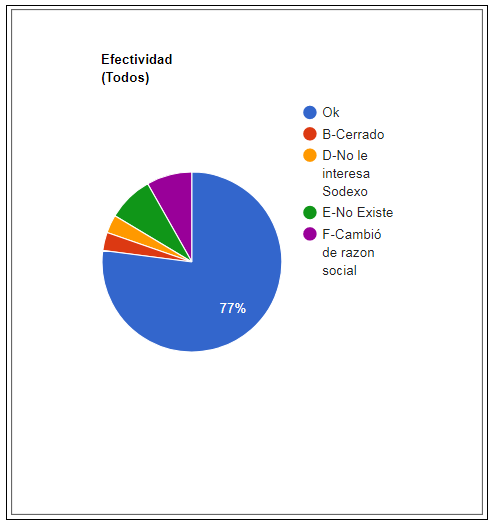 Efectividad
(Todos)
Ok
B-Cerrado
D-No le
interesa
Sodexo
E-No Existe
F-Cambió
de razon
social
77%